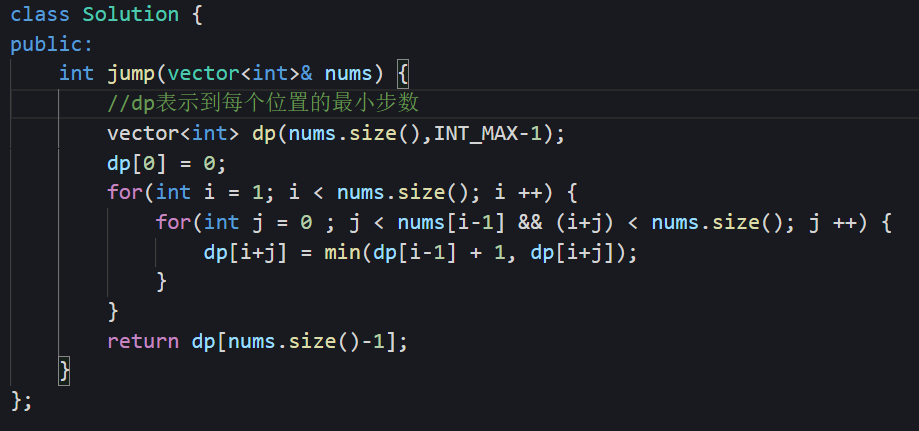 class Solution {
public:
    int jump(vector<int>& nums) {
        //dp表示到每个位置的最小步数
        vector<int> dp(nums.size(),INT_MAX-1);
        dp[0] = 0;
        for(int i = 1; i < nums.size(); i ++) {
            for(int j = 0 ; j < nums[i-1] && (i+j) < nums.size(); j ++) {
                dp[i+j] = min(dp[i-1] + 1, dp[i+j]);
            }
        }
        return dp[nums.size()-1];
    }
};